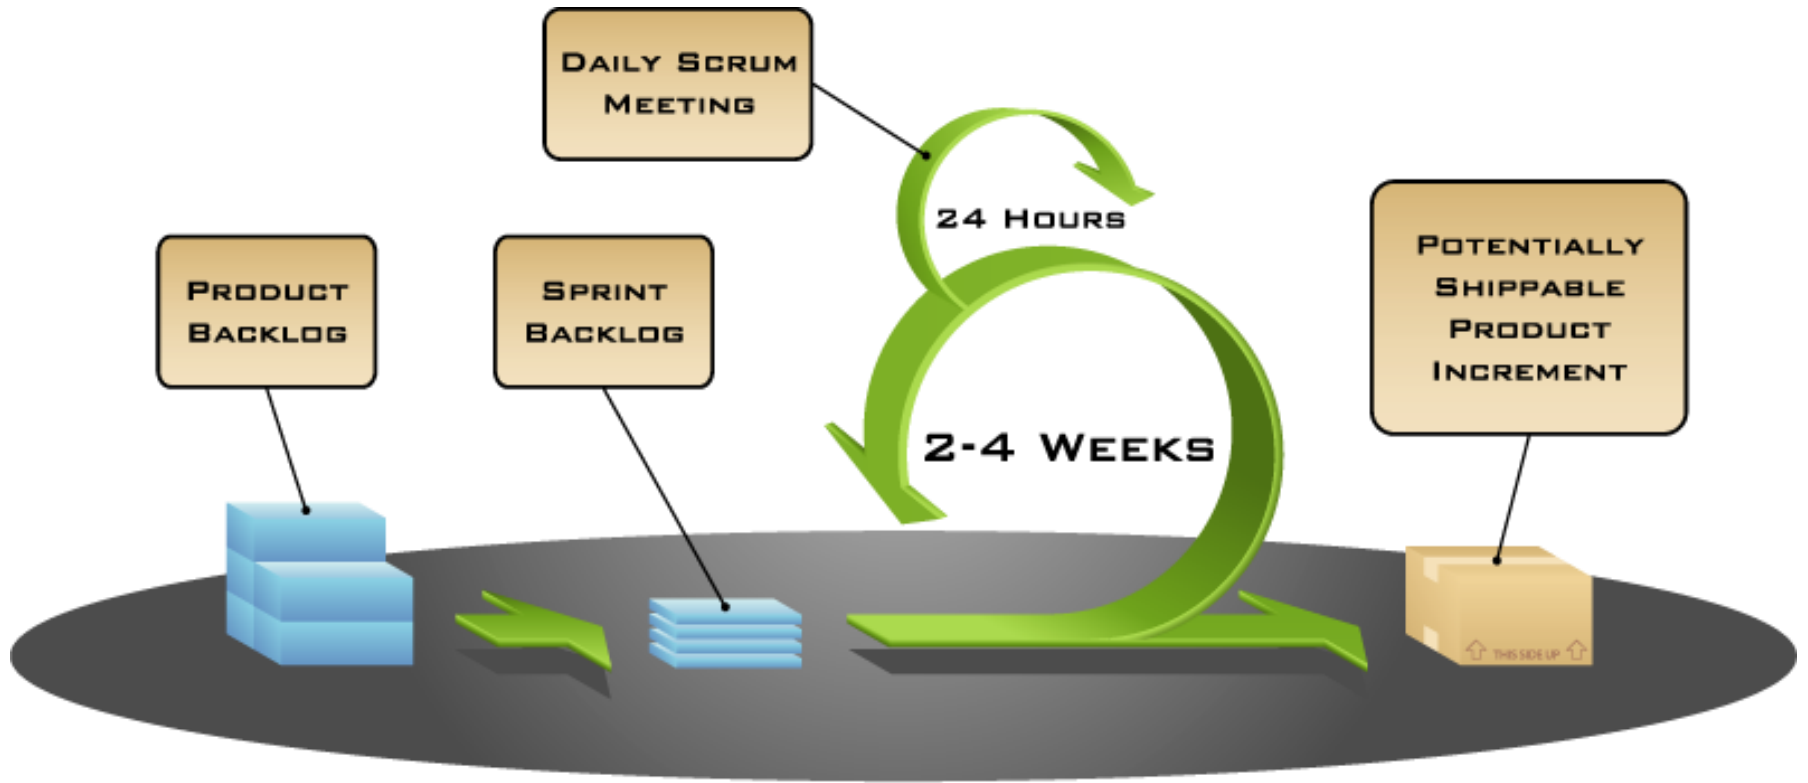 DAILY SCRUM
MEETING
24 HOURS
PRODUCT
BACKLOG
SPRINT
BACKLOG
2-4 WEEKS
POTENTIALLY
SHIPPABLE
PRODUCT
INCREMENT
THIS SIDE UP